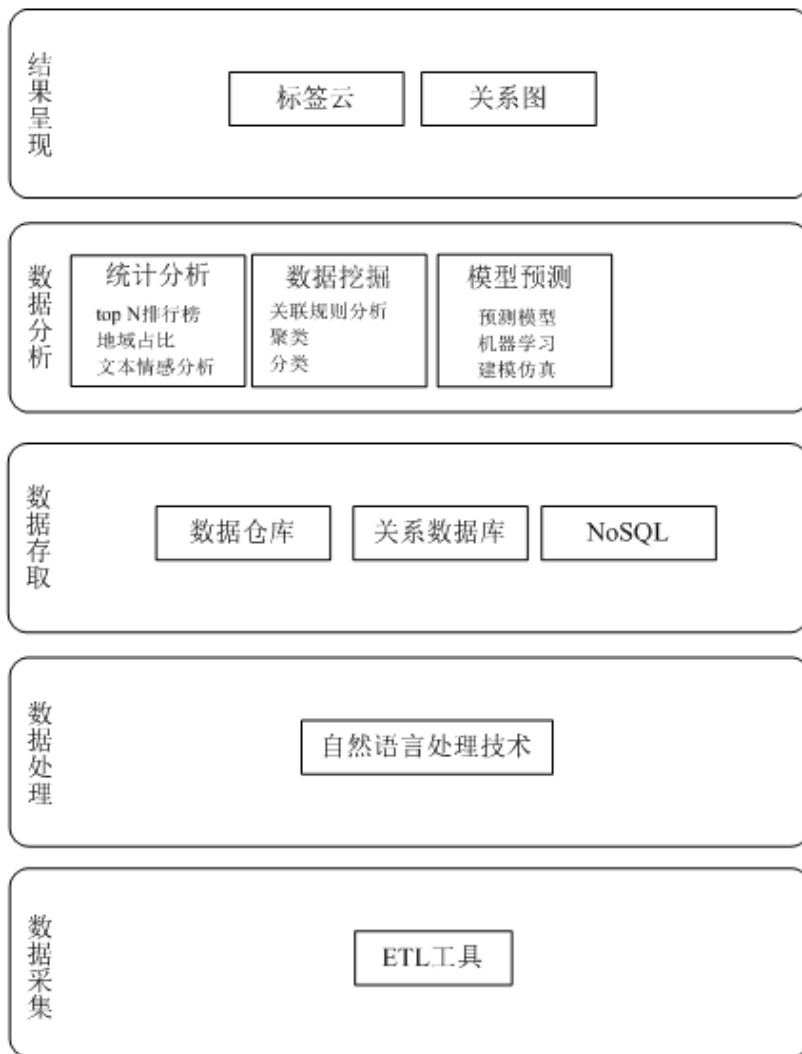 结果呈现
标签云
关系图
数据分析
统计分析
top N排行榜
地域占比
文本情感分析
数据挖掘
关联规则分析
聚类
分类
模型预测
预测模型
机器学习
建模仿真
数据存取
数据仓库
关系数据库
NoSQL
数据处理
自然语言处理技术
数据采集
ETL工具